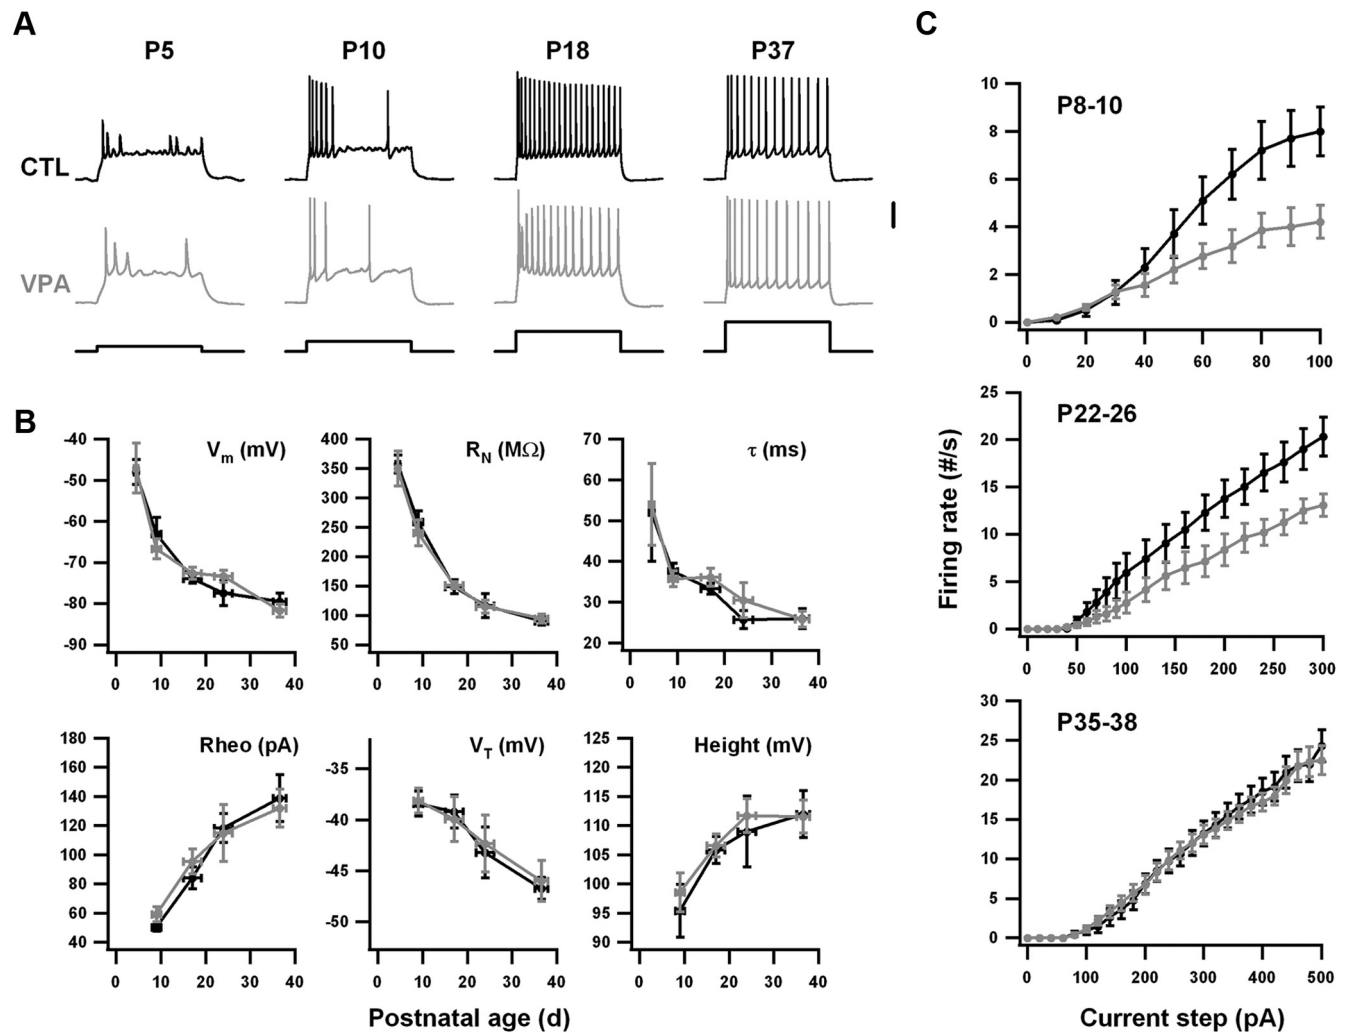 A
P5 P10 P18 P37
CTL
VPA
B
Vm (mV)
-40
-50
-60
-70
-80
-90
0 10 20 30 40
RN (MΩ)
400
350
300
250
200
150
100
50
0 10 20 30 40
τ (ms)
70
60
50
40
30
20
0 10 20 30 40
Rheo (pA)
180
160
140
120
100
80
60
40
0 10 20 30 40
VT (mV)
-35
-40
-45
-50
0 10 20 30 40
Height (mV)
125
120
115
110
105
100
95
90
0 10 20 30 40
Postnatal age (d)
C
P8-10
10
8
6
4
2
0
0 20 40 60 80 100
P22-26
25
20
15
10
5
0
0 50 100 150 200 250 300
Firing rate (#/s)
P35-38
30
25
20
15
10
5
0
0 100 200 300 400 500
Current step (pA)